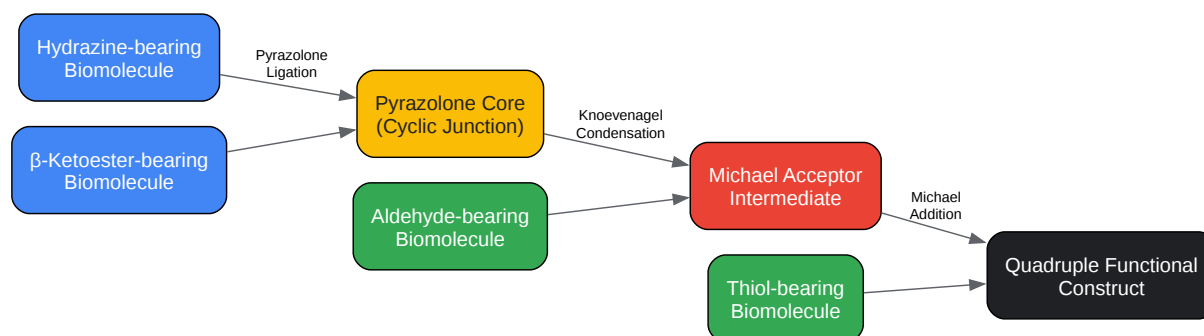 Hydrazine-bearing
Biomolecule
Pyrazolone
Ligation
β-Ketoester-bearing
Biomolecule
Pyrazolone Core
(Cyclic Junction)
Knoevenagel
Condensation
Aldehyde-bearing
Biomolecule
Michael Acceptor
Intermediate
Michael
Addition
Thiol-bearing
Biomolecule
Quadruple Functional
Construct